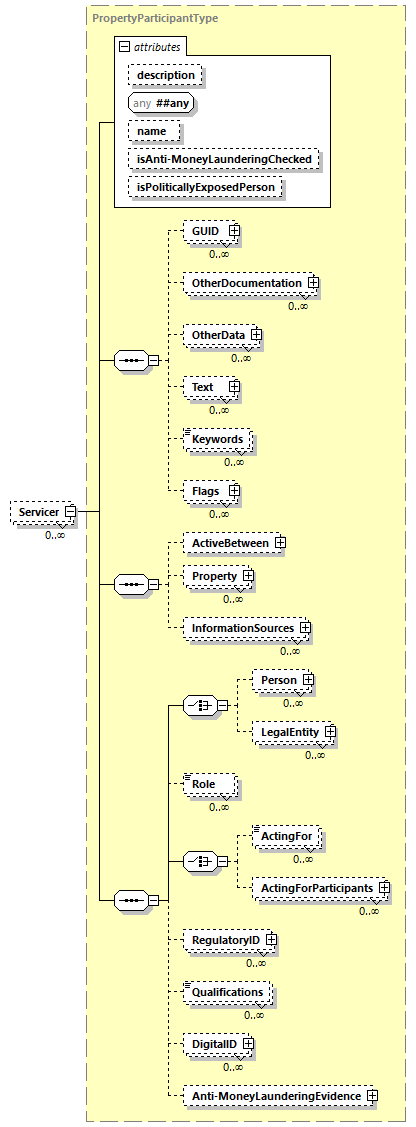 PropertyParticipantType
attributes
description
any ##any
name
isAnti-MoneyLaunderingChecked
isPoliticallyExposedPerson
GUID
0..∞
OtherDocumentation
0..∞
OtherData
0..∞
Text
0..∞
Keywords
0..∞
Flags
0..∞
Servicer
0..∞
ActiveBetween
Property
0..∞
InformationSources
0..∞
Person
0..∞
LegalEntity
0..∞
Role
0..∞
ActingFor
0..∞
ActingForParticipants
0..∞
RegulatoryID
0..∞
Qualifications
0..∞
DigitalID
0..∞
Anti-MoneyLaunderingEvidence